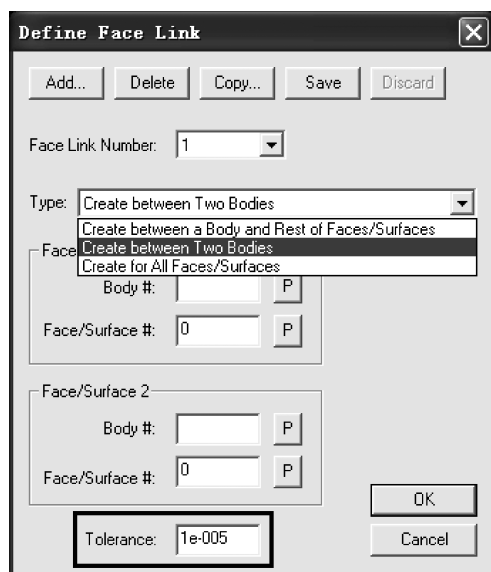 Define Face Link
Add... Delete Copy... Save Discard
Face Link Number: 1
Type: Create between Two Bodies
Create between a Body and Rest of Faces/Surfaces
Create between Two Bodies
Create for All Faces/Surfaces
Face
Body #: P
Face/Surface #: 0 P
Face/Surface 2
Body #: P
Face/Surface #: 0 P
OK
Tolerance: 1e-005 Cancel